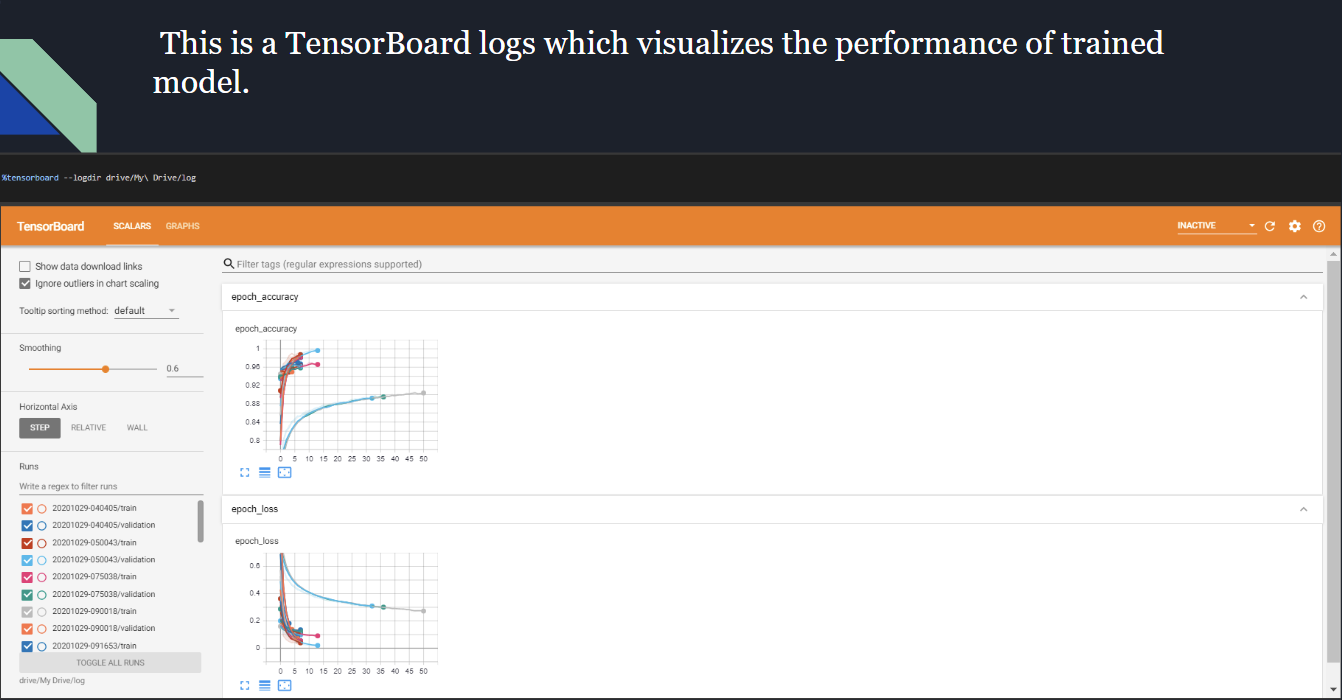 This is a TensorBoard logs which visualizes the performance of trained
model.
%tensorboard --logdir drive/My\ Drive/log
TensorBoard
SCALARS
GRAPHS
INACTIVE
Show data download links
Ignore outliers in chart scaling
Tooltip sorting method: default
Smoothing
0.6
Horizontal Axis
STEP
RELATIVE
WALL
Runs
Write a regex to filter runs
20201029-040405/train
20201029-040405/validation
20201029-050043/train
20201029-050043/validation
20201029-075038/train
20201029-075038/validation
20201029-090018/train
20201029-090018/validation
20201029-091653/train
TOGGLE ALL RUNS
drive/My Drive/log
Filter tags (regular expressions supported)
epoch_accuracy
epoch_accuracy
1
0.96
0.92
0.88
0.84
0.8
0 5 10 15 20 25 30 35 40 45 50
epoch_loss
epoch_loss
0.6
0.4
0.2
0
0 5 10 15 20 25 30 35 40 45 50